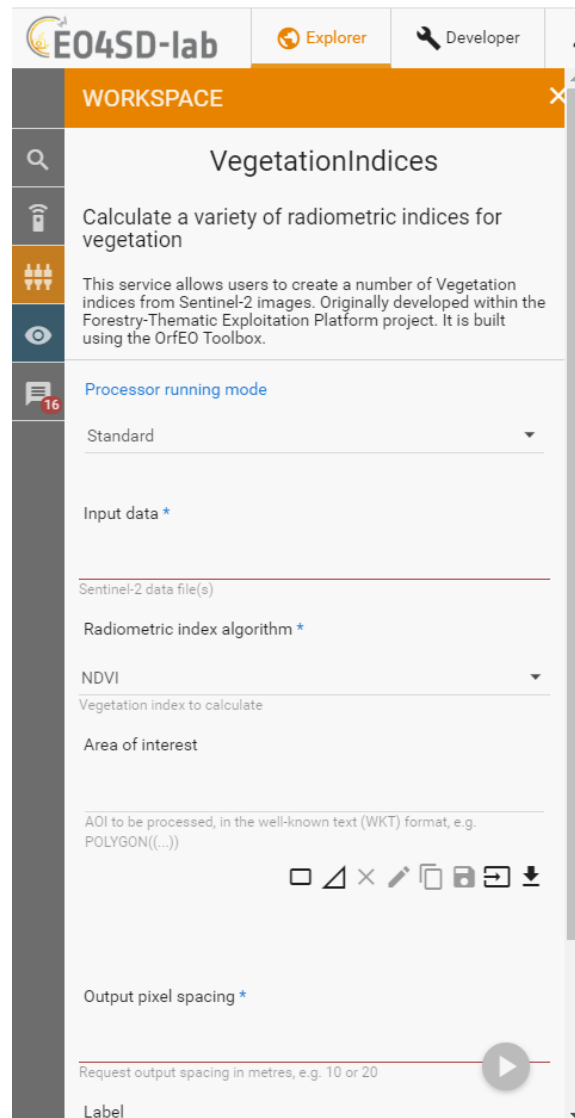 EO4SD-lab
Explorer
Developer
WORKSPACE
VegetationIndices
Calculate a variety of radiometric indices for
vegetation
This service allows users to create a number of Vegetation
indices from Sentinel-2 images. Originally developed within the
Forestry-Thematic Exploitation Platform project. It is built
using the OrfEO Toolbox.
16
Processor running mode
Standard
Input data *
Sentinel-2 data file(s)
Radiometric index algorithm *
NDVI
Vegetation index to calculate
Area of interest
AOI to be processed, in the well-known text (WKT) format, e.g.
POLYGON((...))
Output pixel spacing *
Request output spacing in metres, e.g. 10 or 20
Label